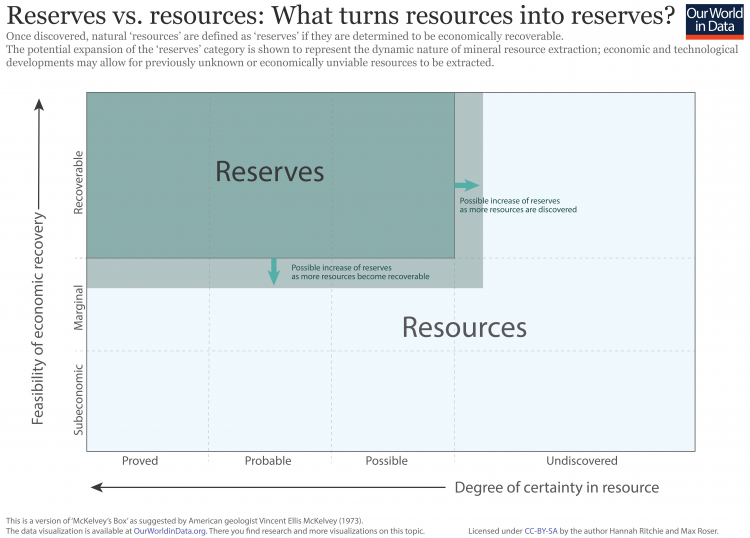 Reserves vs. resources: What turns resources into reserves?
Our World
in Data
Once discovered, natural 'resources' are defined as 'reserves' if they are determined to be economically recoverable.
The potential expansion of the 'reserves' category is shown to represent the dynamic nature of mineral resource extraction; economic and technological
developments may allow for previously unknown or economically unviable resources to be extracted.
Feasibility of economic recovery
Recoverable
Marginal
Subeconomic
Reserves
Possible increase of reserves
as more resources are discovered
Possible increase of reserves
as more resources become recoverable
Resources
Proved
Probable
Possible
Undiscovered
Degree of certainty in resource
This is a version of 'McKelvey's Box' as suggested by American geologist Vincent Ellis McKelvey (1973).
The data visualization is available at OurWorldinData.org. There you find research and more visualizations on this topic.
Licensed under CC-BY-SA by the author Hannah Ritchie and Max Roser.